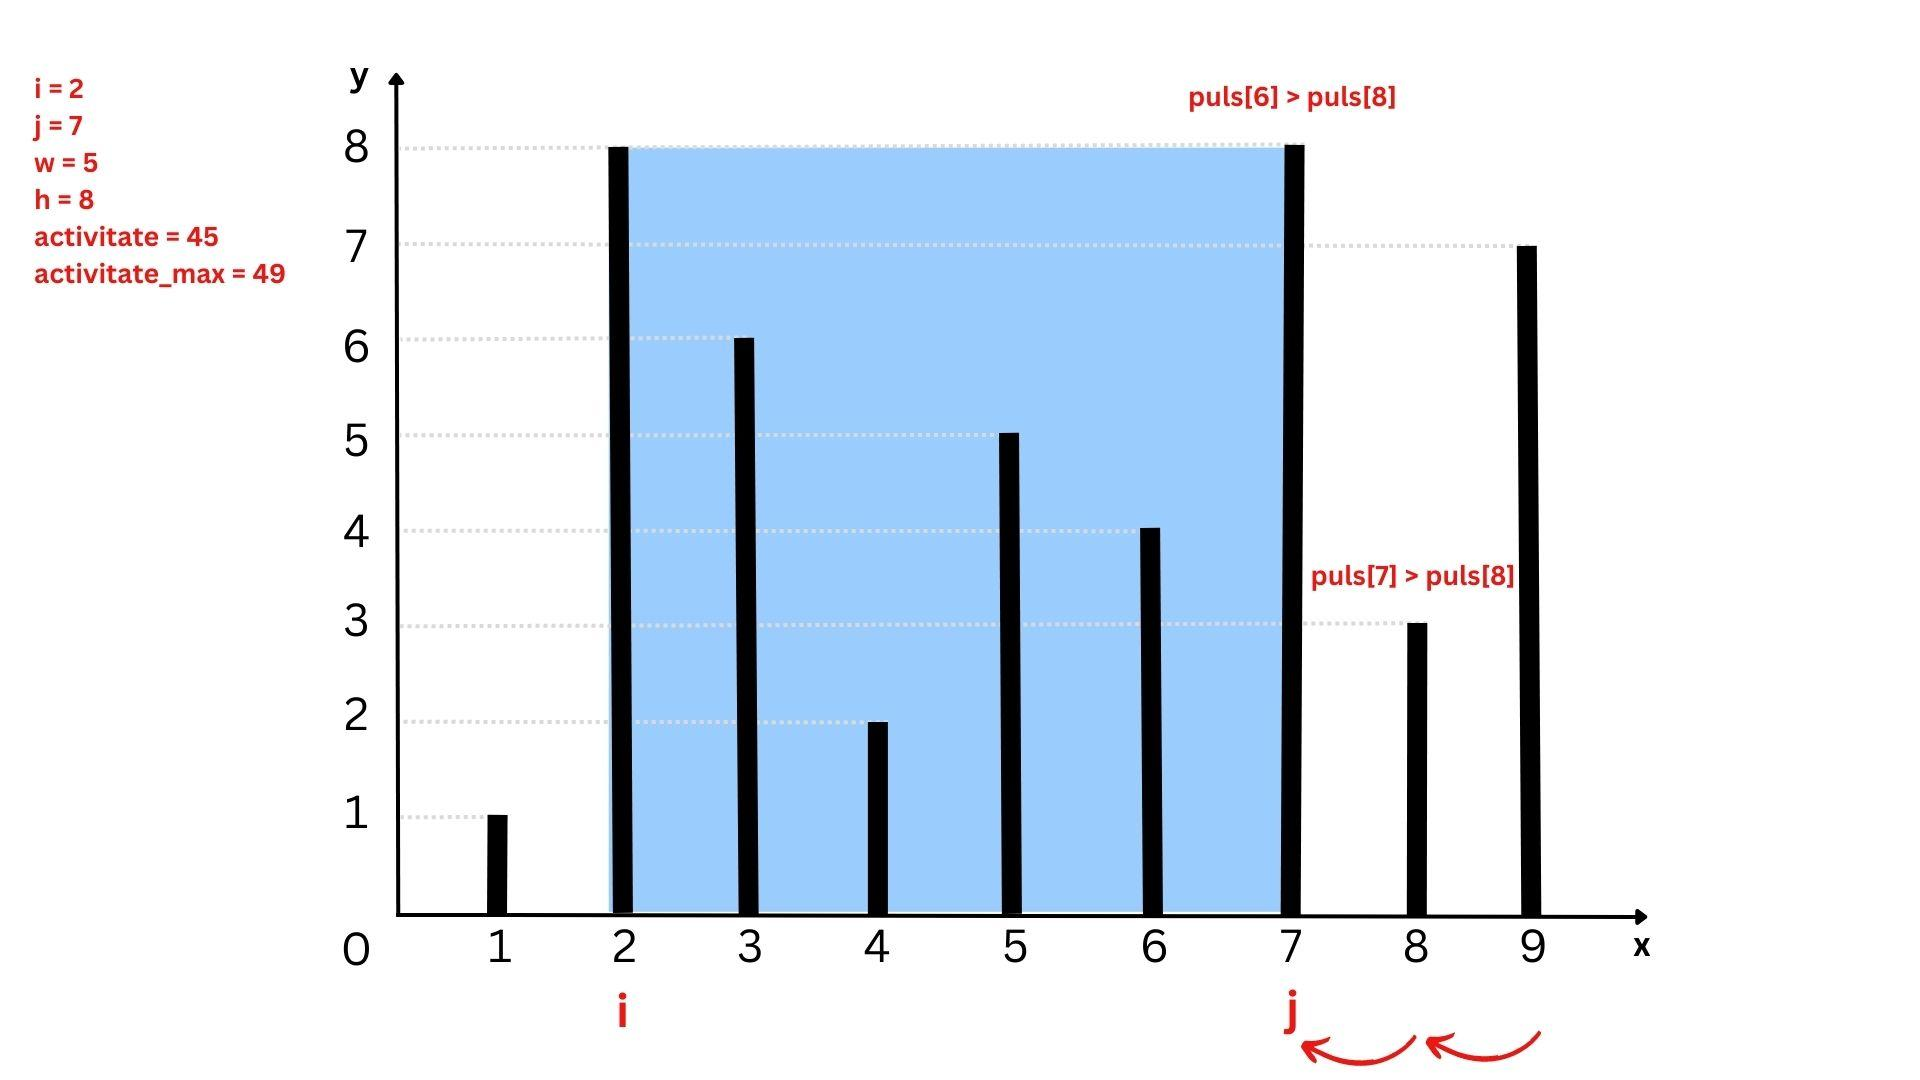 i = 2
j = 7
w = 5
h = 8
activitate = 45
activitate_max = 49
y
puls[6] > puls[8]
8
7
6
5
4
puls[7] > puls[8]
3
2
1
0 1 2 3 4 5 6 7 8 9 x
i j